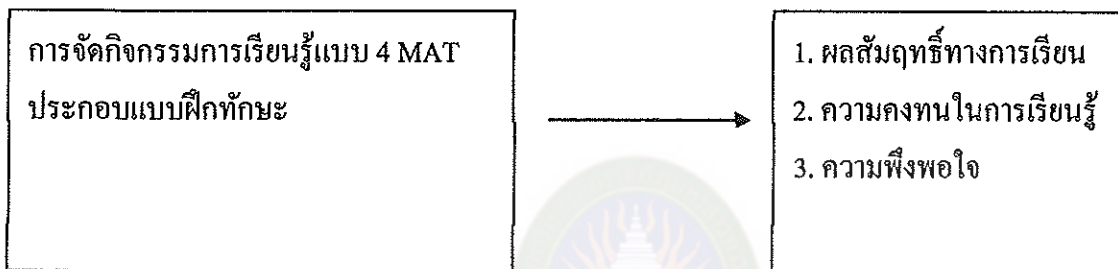 การจัดกิจกรรมการเรียนรู้แบบ 4 MAT
ประกอบแบบฝึกทักษะ
1. ผลสัมฤทธิ์ทางการเรียน
2. ความคงทนในการเรียนรู้
3. ความพึงพอใจ